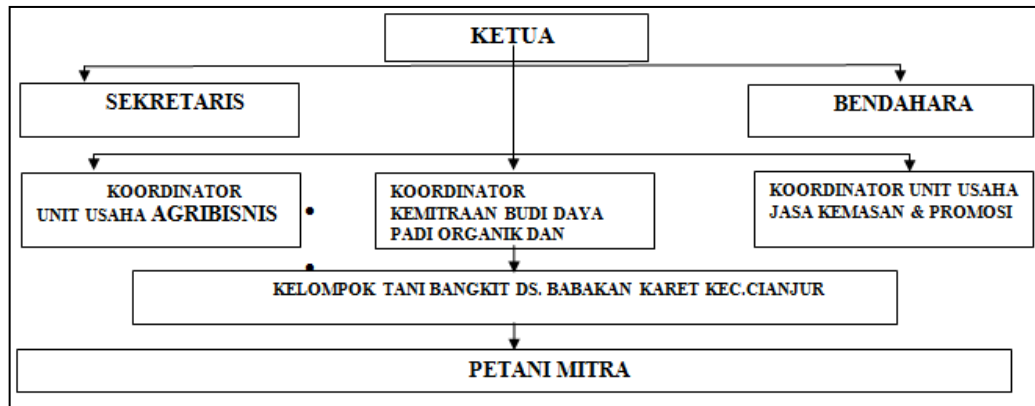 KETUA
SEKRETARIS
BENDAHARA
KOORDINATOR
UNIT USAHA AGRIBISNIS
KOORDINATOR
KEMITRAAN BUDI DAYA
PADI ORGANIK DAN
KOORDINATOR UNIT USAHA
JASA KEMASAN & PROMOSI
KELOMPOK TANI BANGKIT DS. BABAKAN KARET KEC.CIANJUR
PETANI MITRA